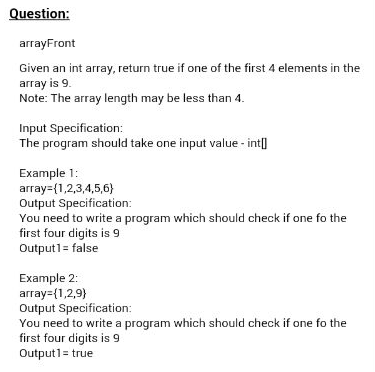 Question:
arrayFront
Given an int array, return true if one of the first 4 elements in the
array is 9.
Note: The array length may be less than 4.
Input Specification:
The program should take one input value - int[]
Example 1:
array={1,2,3,4,5,6}
Output Specification:
You need to write a program which should check if one fo the
first four digits is 9
Output1= false
Example 2:
array={1,2,9}
Output Specification:
You need to write a program which should check if one fo the
first four digits is 9
Output1= true